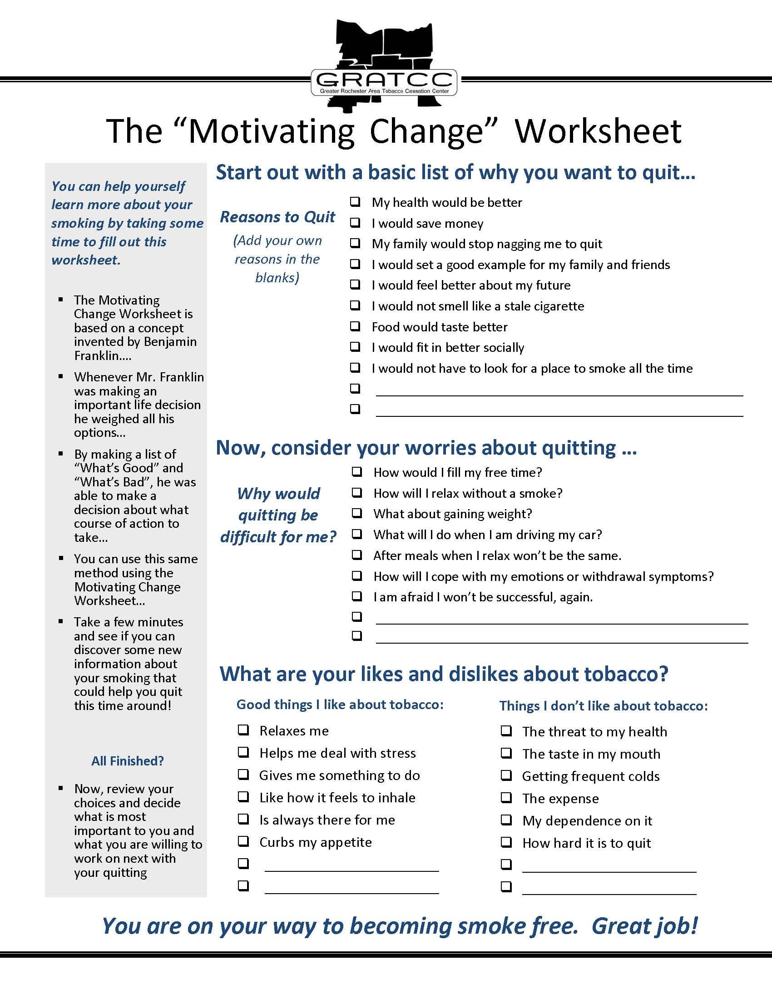 GRATCC
Greater Rochester Area Tobacco Cessation Center
The “Motivating Change” Worksheet
You can help yourself
learn more about your
smoking by taking some
time to fill out this
worksheet.
The Motivating
Change Worksheet is
based on a concept
invented by Benjamin
Franklin....
Whenever Mr. Franklin
was making an
important life decision
he weighed all his
options...
By making a list of
“What’s Good” and
“What’s Bad”, he was
able to make a
decision about what
course of action to
take...
You can use this same
method using the
Motivating Change
Worksheet...
Take a few minutes
and see if you can
discover some new
information about
your smoking that
could help you quit
this time around!
All Finished?
Now, review your
choices and decide
what is most
important to you and
what you are willing to
work on next with
your quitting
Start out with a basic list of why you want to quit...
Reasons to Quit
(Add your own
reasons in the
blanks)
My health would be better
I would save money
My family would stop nagging me to quit
I would set a good example for my family and friends
I would feel better about my future
I would not smell like a stale cigarette
Food would taste better
I would fit in better socially
I would not have to look for a place to smoke all the time
Now, consider your worries about quitting ...
Why would
quitting be
difficult for me?
How would I fill my free time?
How will I relax without a smoke?
What about gaining weight?
What will I do when I am driving my car?
After meals when I relax won’t be the same.
How will I cope with my emotions or withdrawal symptoms?
I am afraid I won’t be successful, again.
What are your likes and dislikes about tobacco?
Good things I like about tobacco:
Relaxes me
Helps me deal with stress
Gives me something to do
Like how it feels to inhale
Is always there for me
Curbs my appetite
Things I don’t like about tobacco:
The threat to my health
The taste in my mouth
Getting frequent colds
The expense
My dependence on it
How hard it is to quit
You are on your way to becoming smoke free. Great job!